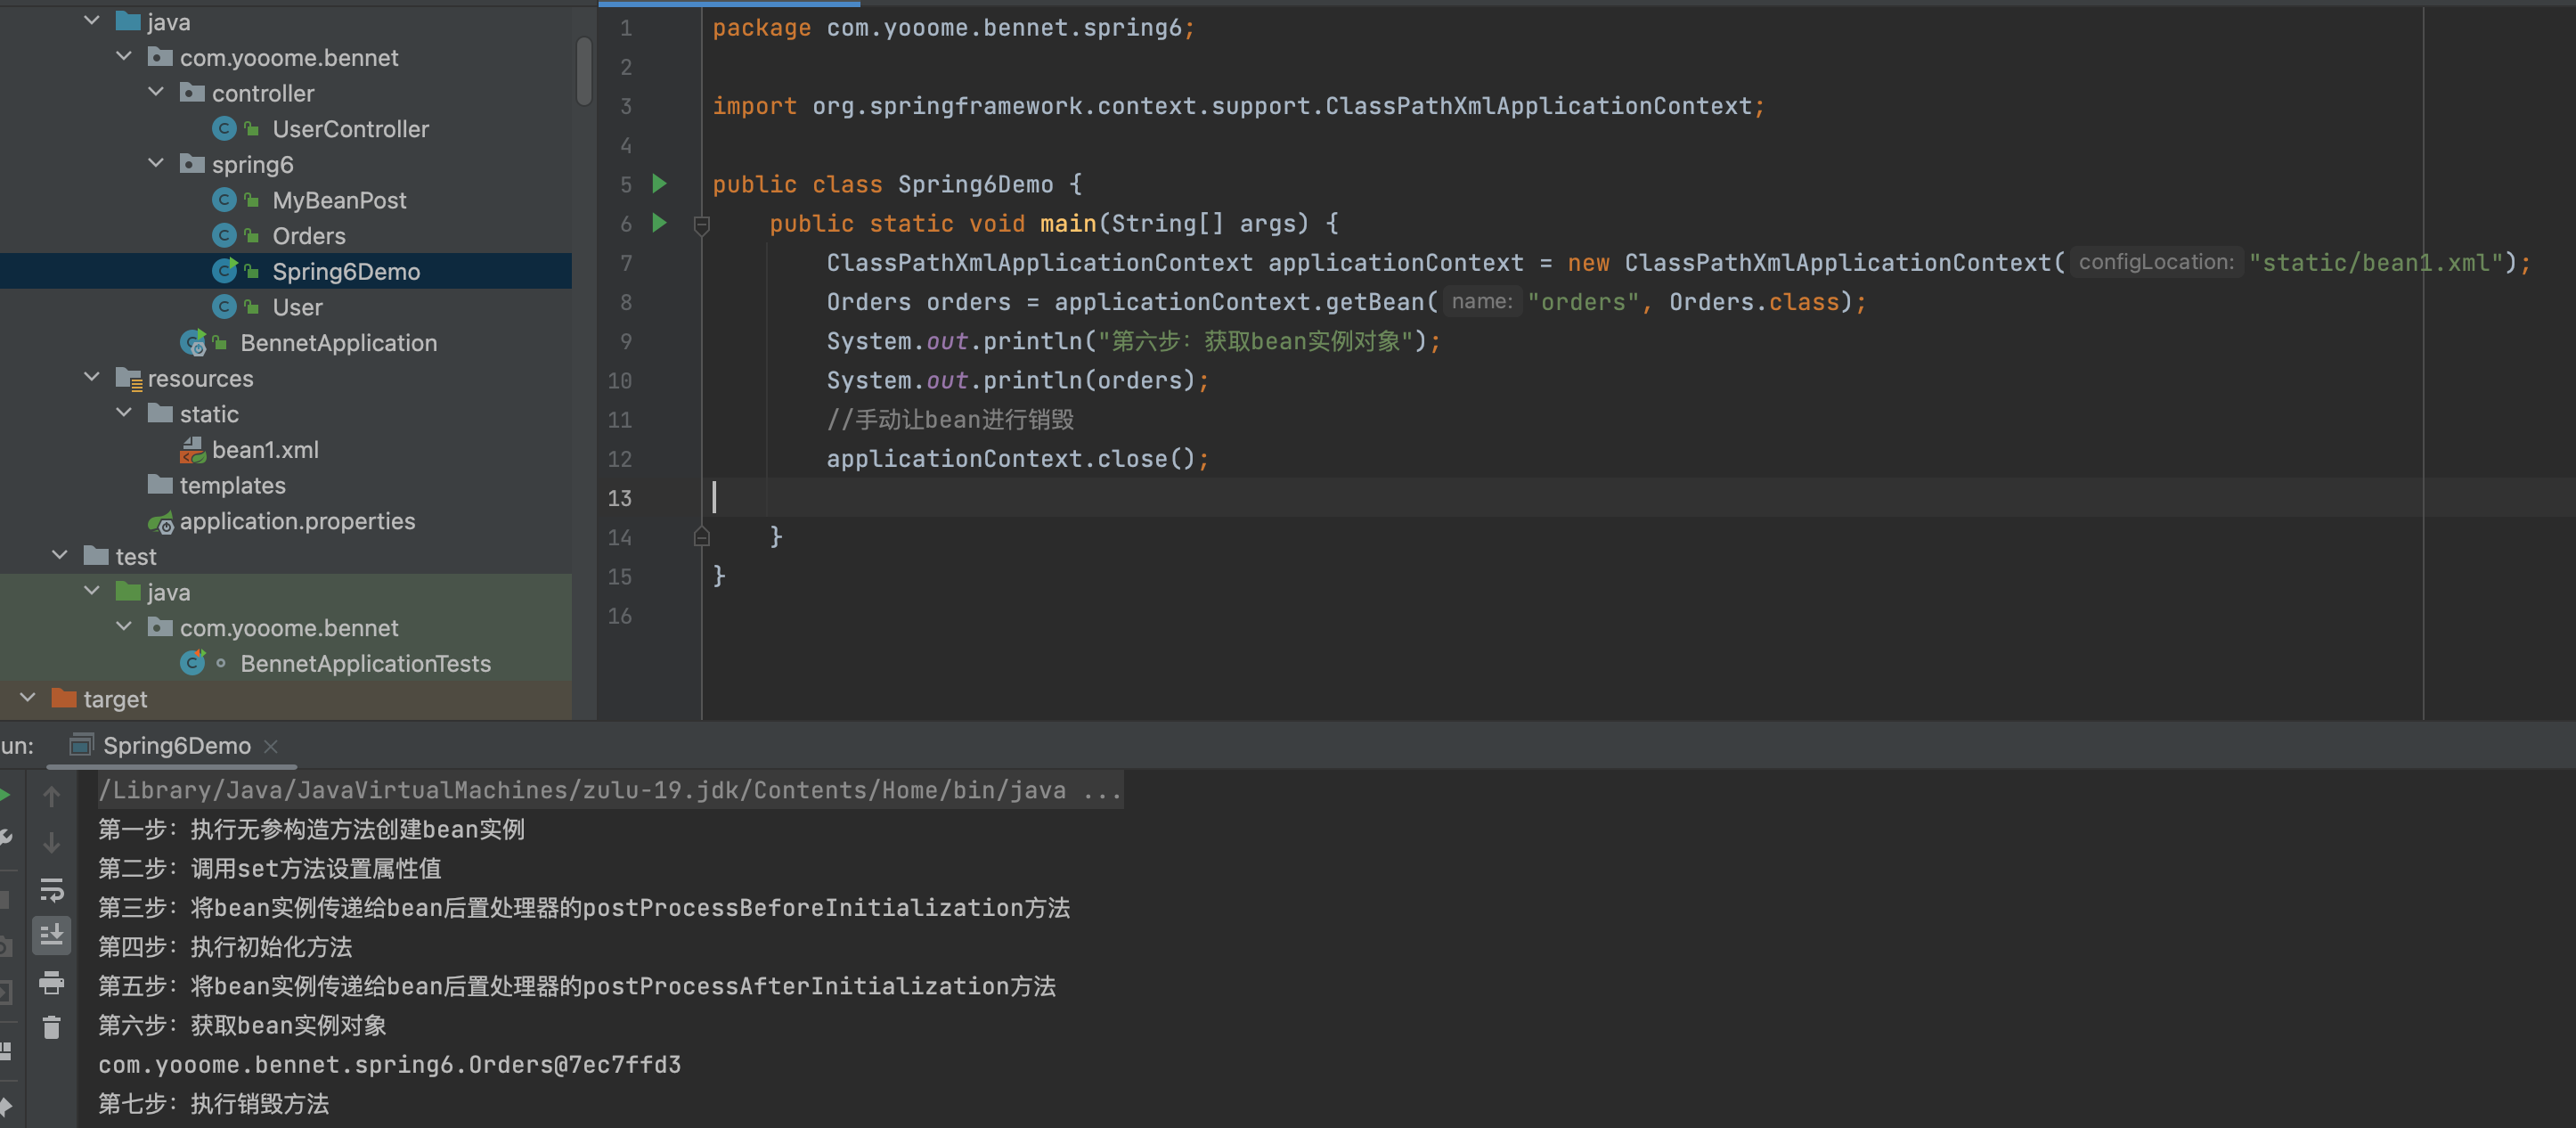 java
com.yooome.bennet
controller
UserController
spring6
MyBeanPost
Orders
Spring6Demo
User
BennetApplication
resources
static
bean1.xml
templates
application.properties
test
java
com.yooome.bennet
BennetApplicationTests
target
1 package com.yooome.bennet.spring6;
2
3 import org.springframework.context.support.ClassPathXmlApplicationContext;
4
5 public class Spring6Demo {
6 public static void main(String[] args) {
7 ClassPathXmlApplicationContext applicationContext = new ClassPathXmlApplicationContext( configLocation: "static/bean1.xml");
8 Orders orders = applicationContext.getBean( name: "orders", Orders.class);
9 System.out.println("第六步：获取bean实例对象");
10 System.out.println(orders);
11 //手动让bean进行销毁
12 applicationContext.close();
13
14 }
15 }
16
un: Spring6Demo
/Library/Java/JavaVirtualMachines/zulu-19.jdk/Contents/Home/bin/java ...
第一步：执行无参构造方法创建bean实例
第二步：调用set方法设置属性值
第三步：将bean实例传递给bean后置处理器的postProcessBeforeInitialization方法
第四步：执行初始化方法
第五步：将bean实例传递给bean后置处理器的postProcessAfterInitialization方法
第六步：获取bean实例对象
com.yooome.bennet.spring6.Orders@7ec7ffd3
第七步：执行销毁方法